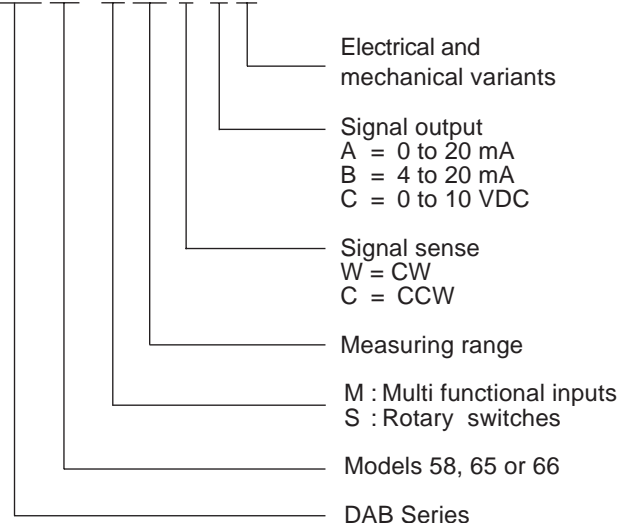 Electrical and
mechanical variants
Signal output
A = 0 to 20 mA
B = 4 to 20 mA
C = 0 to 10 VDC
Signal sense
W = CW
C = CCW
Measuring range
M : Multi functional inputs
S : Rotary switches
Models 58, 65 or 66
DAB Series